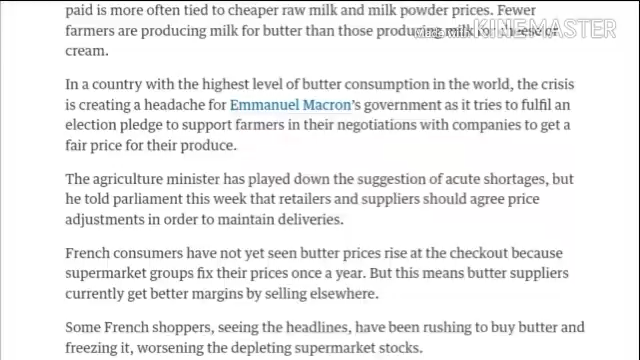 paid is more often tied to cheaper raw milk and milk powder prices. Fewer
farmers are producing milk for butter than those producing milk for cheese or
cream.
In a country with the highest level of butter consumption in the world, the crisis
is creating a headache for Emmanuel Macron's government as it tries to fulfil an
election pledge to support farmers in their negotiations with companies to get a
fair price for their produce.
The agriculture minister has played down the suggestion of acute shortages, but
he told parliament this week that retailers and suppliers should agree price
adjustments in order to maintain deliveries.
French consumers have not yet seen butter prices rise at the checkout because
supermarket groups fix their prices once a year. But this means butter suppliers
currently get better margins by selling elsewhere.
Some French shoppers, seeing the headlines, have been rushing to buy butter and
freezing it, worsening the depleting supermarket stocks.
KINEMASTER